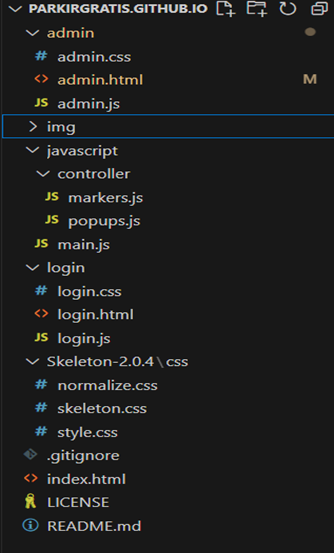 PARKIRGRATIS.GITHUB.IO
admin
# admin.css
<> admin.html M
JS admin.js
img
javascript
controller
JS markers.js
JS popups.js
JS main.js
login
# login.css
<> login.html
JS login.js
Skeleton-2.0.4\css
# normalize.css
# skeleton.css
# style.css
.gitignore
<> index.html
LICENSE
README.md